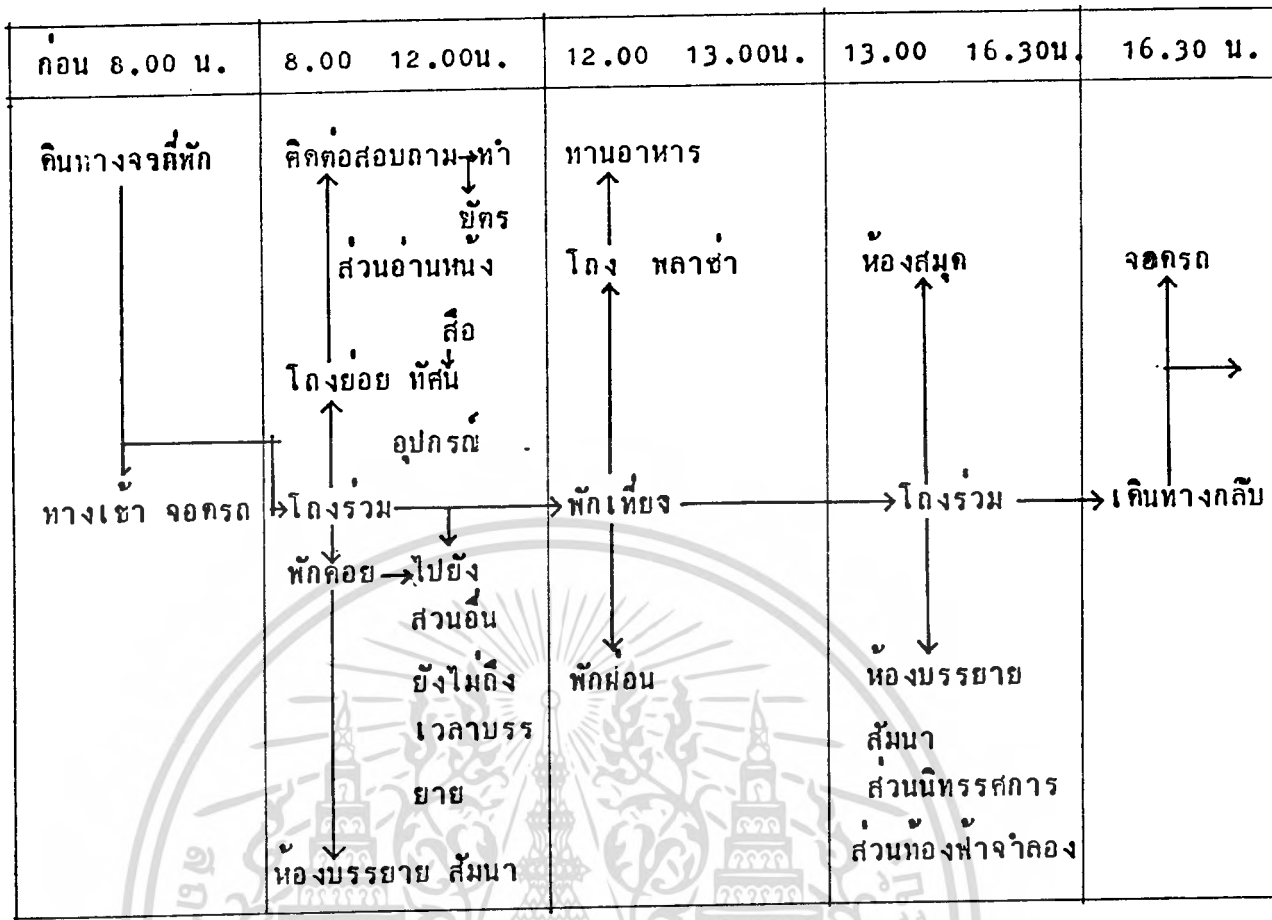 ก่อน 8.00 น. 8.00 12.00น. 12.00 13.00น. 13.00 16.30น. 16.30 น.
ติดต่อสอบถาม ทำ
บัตร
ส่วนอ่านหนัง
สือ
โถงย่อย ทัศน
อุปกรณ์
ทางเข้า จอดรถ
โถงร่วม
พักคอย ไปยัง
ส่วนอื่น
ยังไม่ถึง
เวลาบรร
ยาย
ห้องบรรยาย สัมนา
ทานอาหาร
โถง พลาซ่า
พักเที่ยง
พักผ่อน
ห้องสมุด
โถงร่วม
ห้องบรรยาย
สัมนา
ส่วนนิทรรศการ
ส่วนท้องฟ้าจำลอง
จอดรถ
เดินทางกลับ